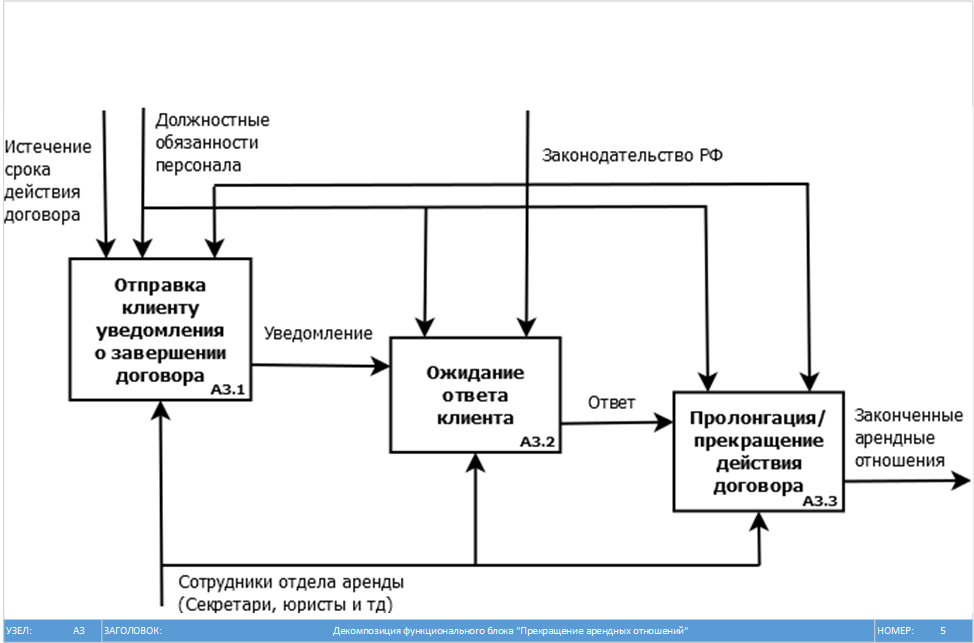 Истечение
срока
действия
договора
Должностные
обязанности
персонала
Законодательство РФ
Отправка
клиенту
уведомления
о завершении
договора
А3.1
Уведомление
Ожидание
ответа
клиента
А3.2
Ответ
Пролонгация/
прекращение
действия
договора
А3.3
Законченные
арендные
отношения
Сотрудники отдела аренды
(Секретари, юристы и тд)
УЗЕЛ: А3 ЗАГОЛОВОК: Декомпозиция функционального блока "Прекращение арендных отношений" НОМЕР: 5